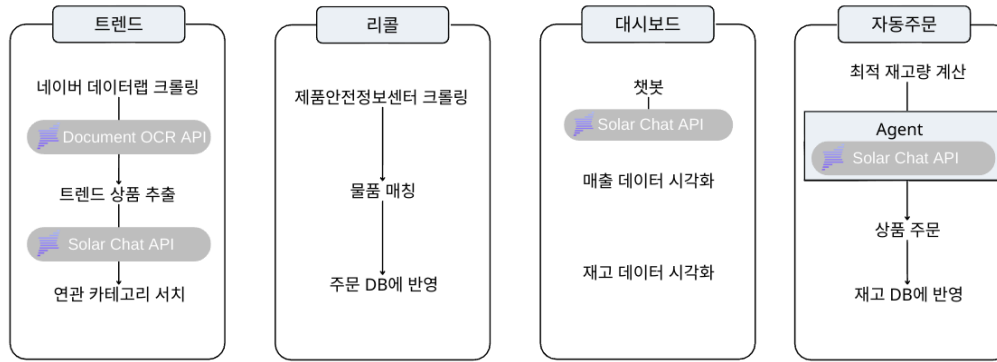 트렌드
네이버 데이터랩 크롤링
Document OCR API
트렌드 상품 추출
Solar Chat API
연관 카테고리 서치
리콜
제품안전정보센터 크롤링
물품 매칭
주문 DB에 반영
대시보드
챗봇
Solar Chat API
매출 데이터 시각화
재고 데이터 시각화
자동주문
최적 재고량 계산
Agent
Solar Chat API
상품 주문
재고 DB에 반영